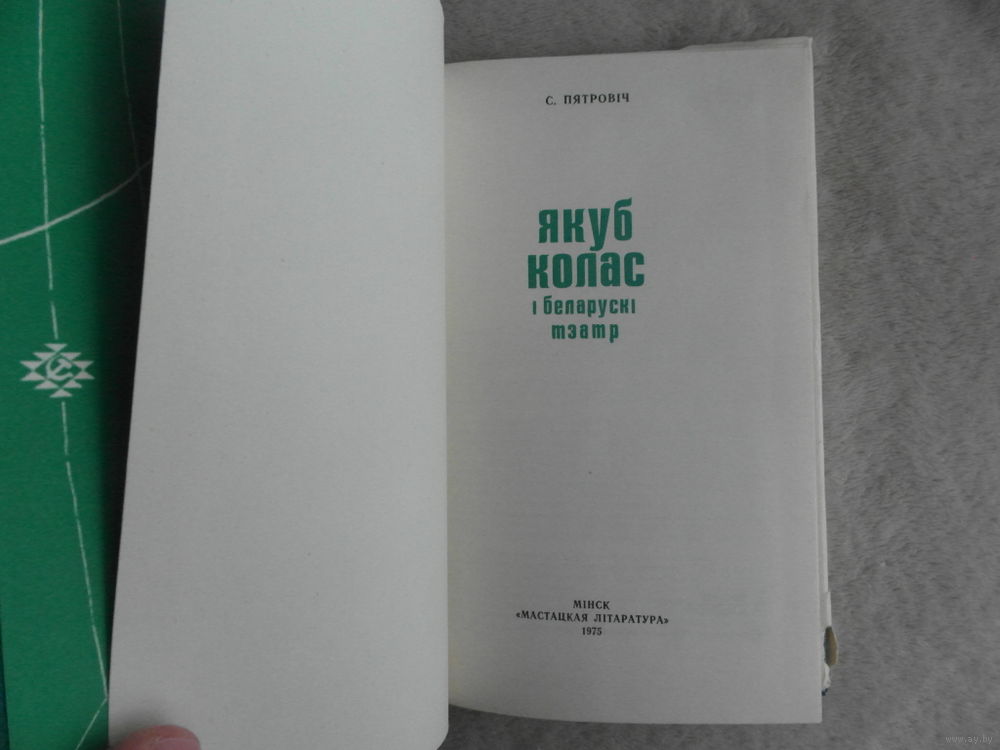 С. ПЯТРОВІЧ
якуб
колас
і беларускі
тэатр
МІНСК
«МАСТАЦКАЯ ЛІТАРАТУРА»
1975
www.ay.by